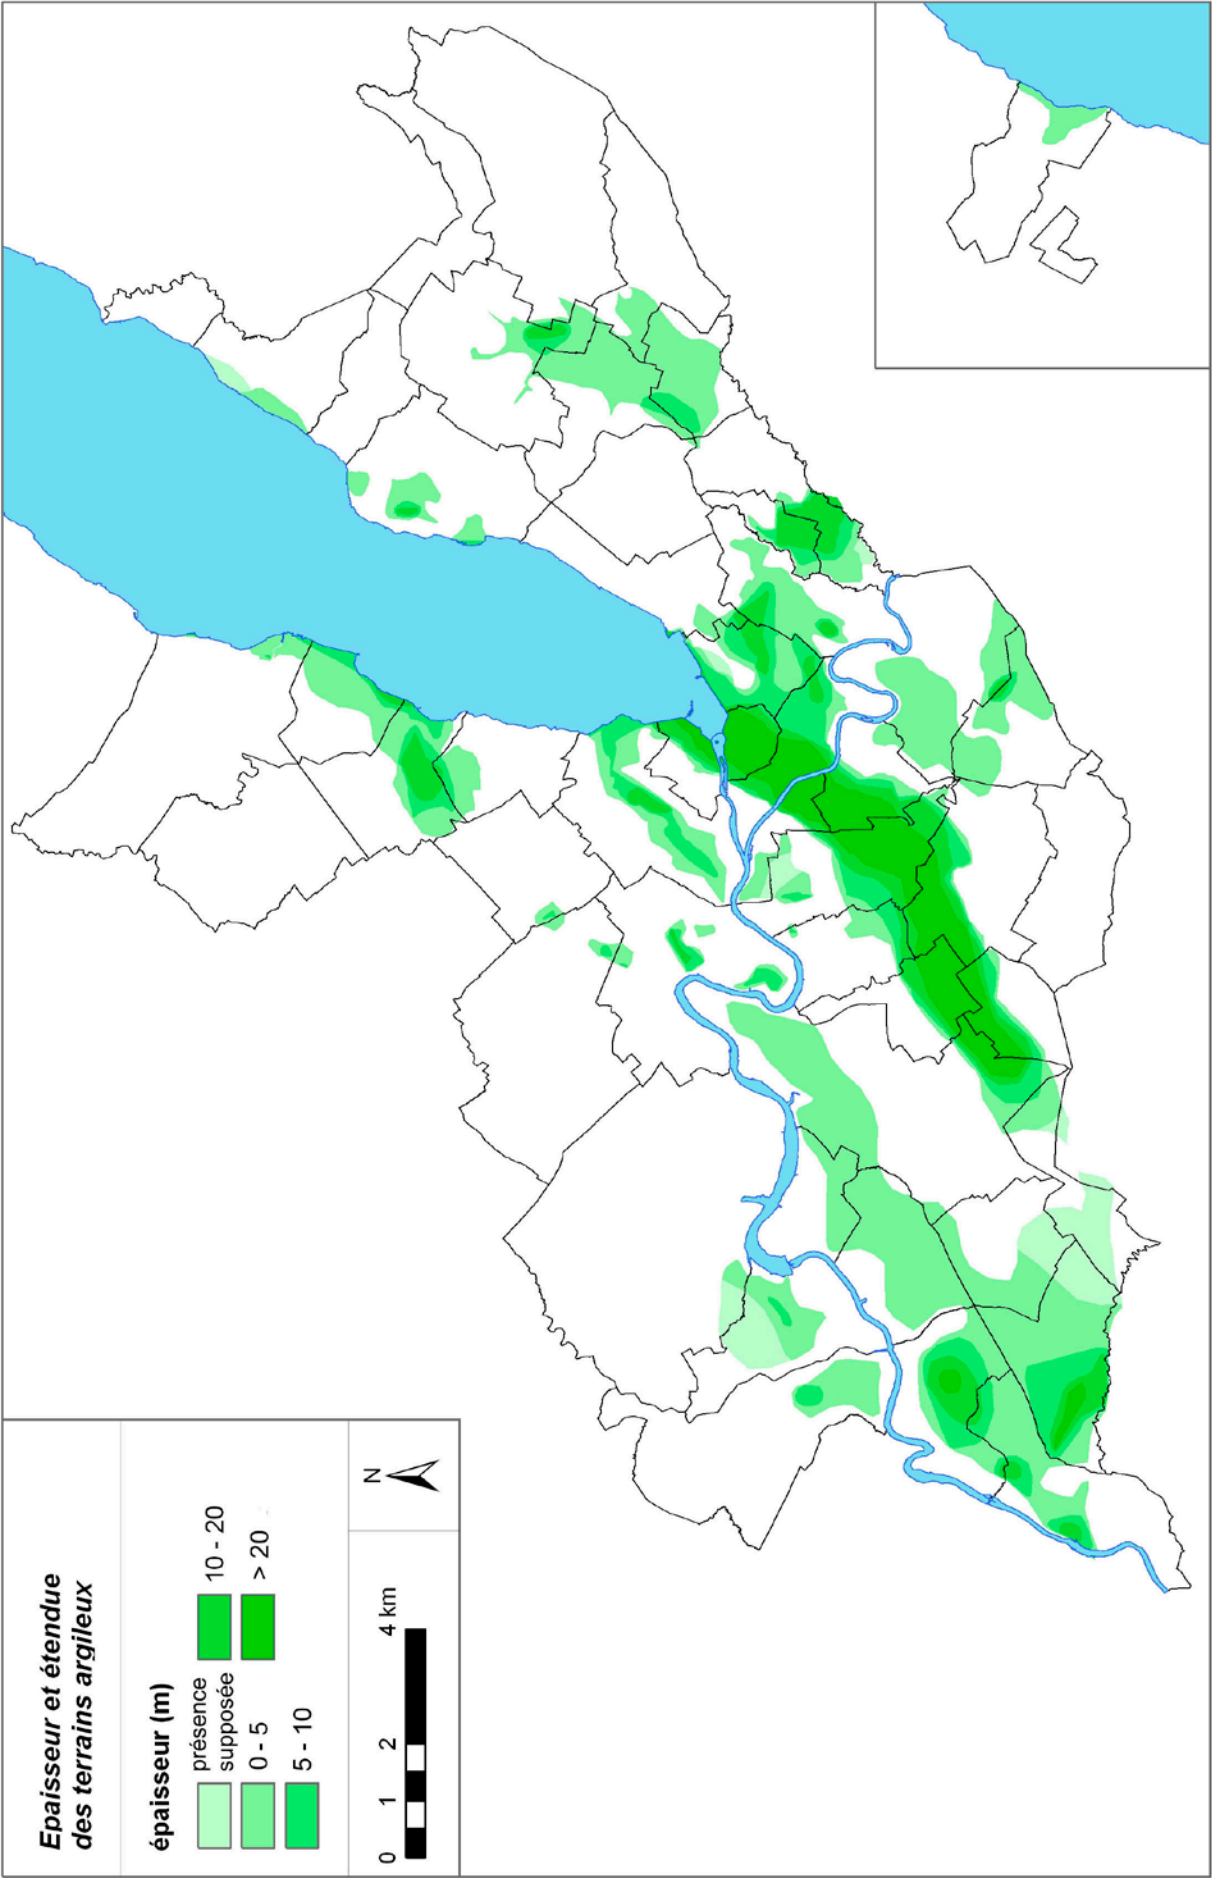 Epaisseur et étendue
des terrains argileux
épaisseur (m)
présence
supposée
0 - 5
5 - 10
10 - 20
> 20
0 1 2 4 km
N